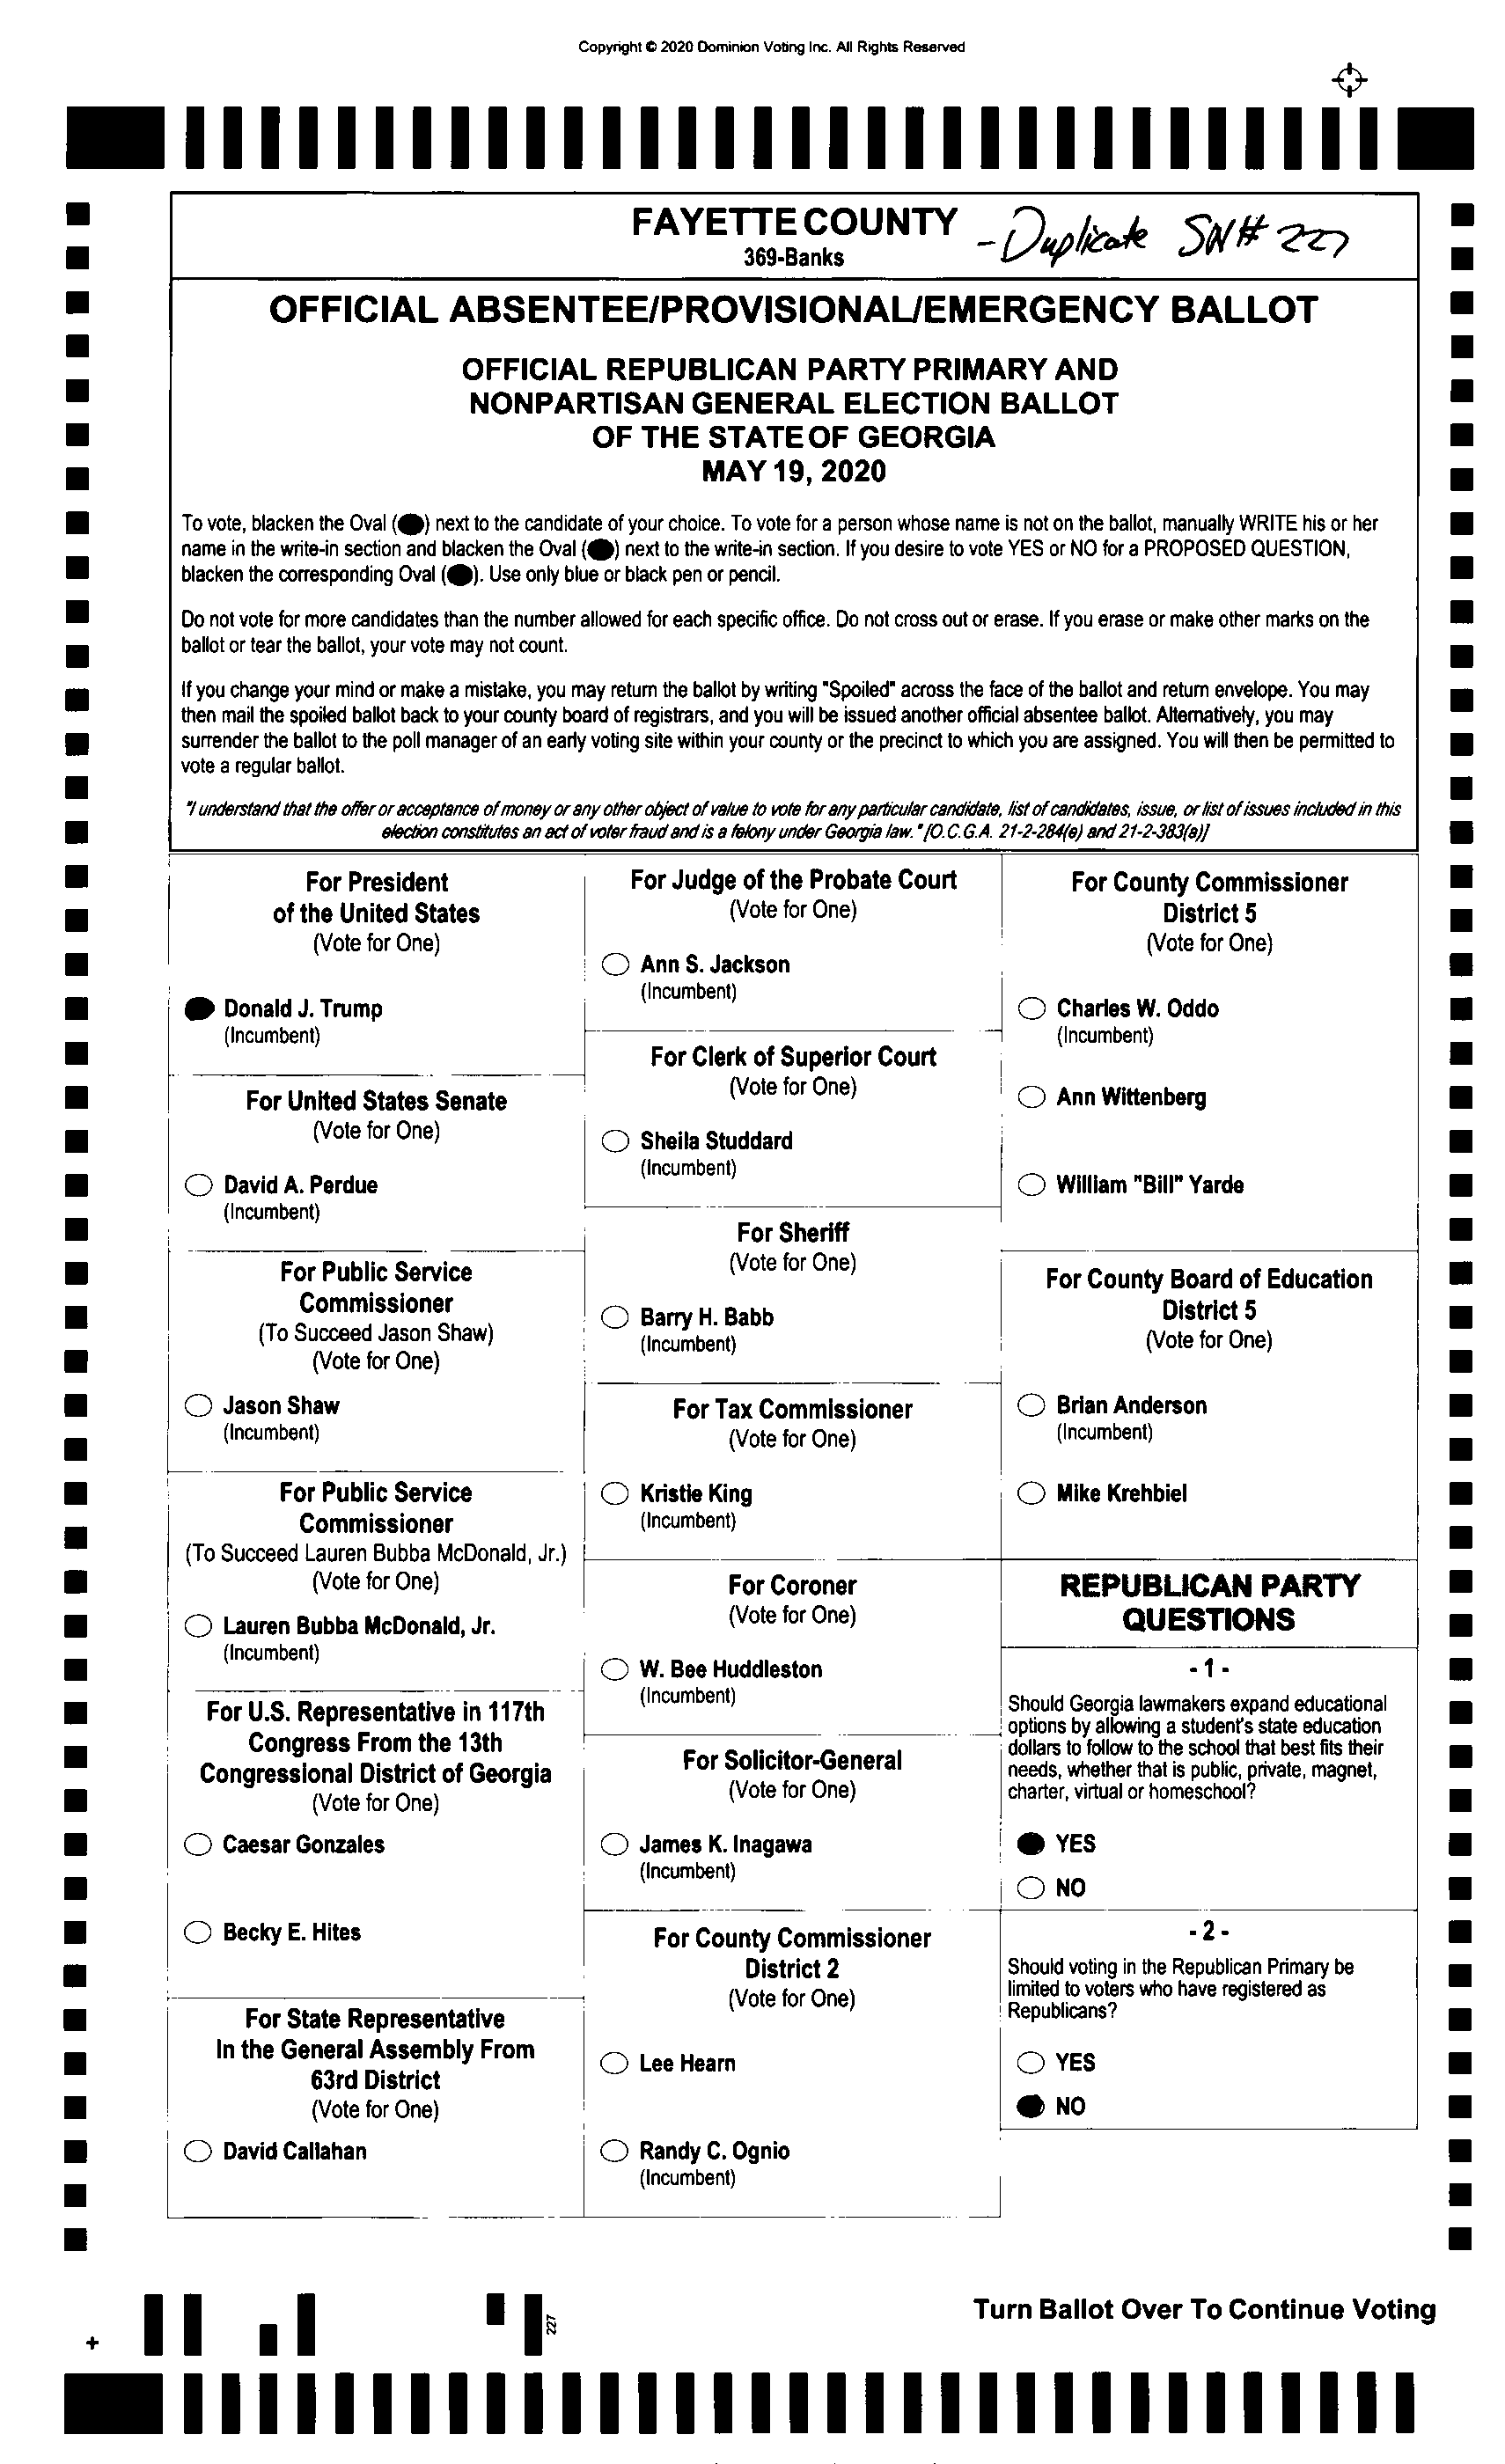 Copyright © 2020 Dominion Voting Inc. All Rights Reserved
FAYETTE COUNTY
369-Banks
- Duplicate SN# 227
OFFICIAL ABSENTEE/PROVISIONAL/EMERGENCY BALLOT
OFFICIAL REPUBLICAN PARTY PRIMARY AND
NONPARTISAN GENERAL ELECTION BALLOT
OF THE STATE OF GEORGIA
MAY 19, 2020
To vote, blacken the Oval ( ) next to the candidate of your choice. To vote for a person whose name is not on the ballot, manually WRITE his or her
name in the write-in section and blacken the Oval ( ) next to the write-in section. If you desire to vote YES or NO for a PROPOSED QUESTION,
blacken the corresponding Oval ( ). Use only blue or black pen or pencil.
Do not vote for more candidates than the number allowed for each specific office. Do not cross out or erase. If you erase or make other marks on the
ballot or tear the ballot, your vote may not count.
If you change your mind or make a mistake, you may return the ballot by writing "Spoiled" across the face of the ballot and return envelope. You may
then mail the spoiled ballot back to your county board of registrars, and you will be issued another official absentee ballot. Alternatively, you may
surrender the ballot to the poll manager of an early voting site within your county or the precinct to which you are assigned. You will then be permitted to
vote a regular ballot.
"I understand that the offer or acceptance of money or any other object of value to vote for any particular candidate, list of candidates, issue, or list of issues included in this
election constitutes an act of voter fraud and is a felony under Georgia law." [O.C.G.A. 21-2-284(e) and 21-2-383(a)]
For President
of the United States
(Vote for One)
Donald J. Trump
(Incumbent)
For United States Senate
(Vote for One)
David A. Perdue
(Incumbent)
For Public Service
Commissioner
(To Succeed Jason Shaw)
(Vote for One)
Jason Shaw
(Incumbent)
For Public Service
Commissioner
(To Succeed Lauren Bubba McDonald, Jr.)
(Vote for One)
Lauren Bubba McDonald, Jr.
(Incumbent)
For U.S. Representative in 117th
Congress From the 13th
Congressional District of Georgia
(Vote for One)
Caesar Gonzales
Becky E. Hites
For State Representative
In the General Assembly From
63rd District
(Vote for One)
David Callahan
For Judge of the Probate Court
(Vote for One)
Ann S. Jackson
(Incumbent)
For Clerk of Superior Court
(Vote for One)
Sheila Studdard
(Incumbent)
For Sheriff
(Vote for One)
Barry H. Babb
(Incumbent)
For Tax Commissioner
(Vote for One)
Kristie King
(Incumbent)
For Coroner
(Vote for One)
W. Bee Huddleston
(Incumbent)
For Solicitor-General
(Vote for One)
James K. Inagawa
(Incumbent)
For County Commissioner
District 2
(Vote for One)
Lee Hearn
Randy C. Ognio
(Incumbent)
For County Commissioner
District 5
(Vote for One)
Charles W. Oddo
(Incumbent)
Ann Wittenberg
William "Bill" Yarde
For County Board of Education
District 5
(Vote for One)
Brian Anderson
(Incumbent)
Mike Krehbiel
REPUBLICAN PARTY
QUESTIONS
- 1 -
Should Georgia lawmakers expand educational
options by allowing a student's state education
dollars to follow to the school that best fits their
needs, whether that is public, private, magnet,
charter, virtual or homeschool?
YES
NO
- 2 -
Should voting in the Republican Primary be
limited to voters who have registered as
Republicans?
YES
NO
Turn Ballot Over To Continue Voting
227